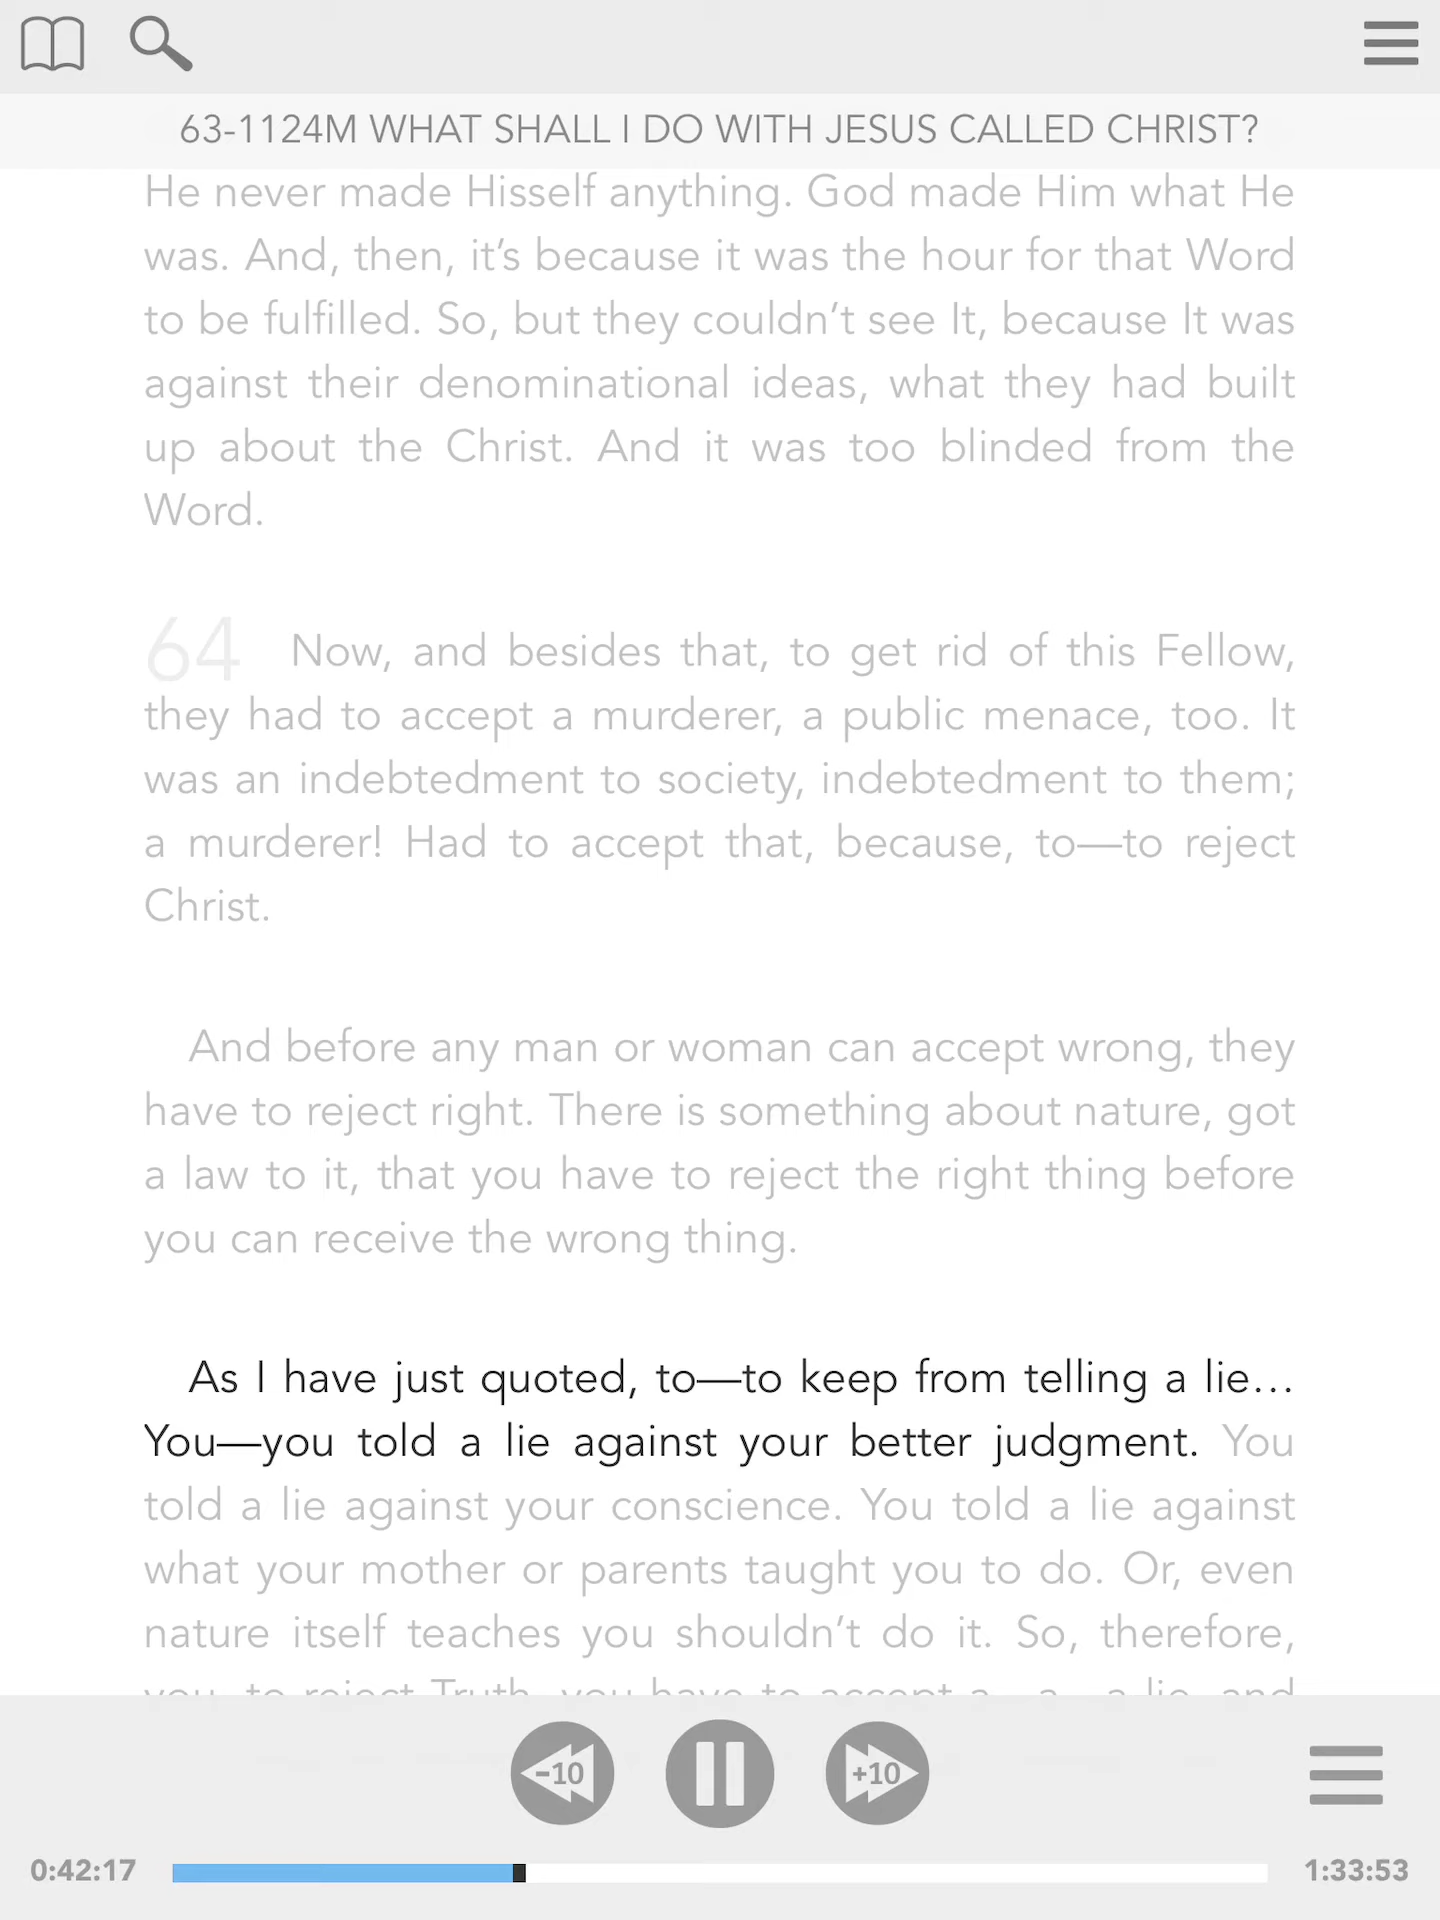 63-1124M WHAT SHALL I DO WITH JESUS CALLED CHRIST?
He never made Hisself anything. God made Him what He
was. And, then, it’s because it was the hour for that Word
to be fulfilled. So, but they couldn’t see It, because It was
against their denominational ideas, what they had built
up about the Christ. And it was too blinded from the
Word.
64 Now, and besides that, to get rid of this Fellow,
they had to accept a murderer, a public menace, too. It
was an indebtedment to society, indebtedment to them;
a murderer! Had to accept that, because, to—to reject
Christ.
And before any man or woman can accept wrong, they
have to reject right. There is something about nature, got
a law to it, that you have to reject the right thing before
you can receive the wrong thing.
As I have just quoted, to—to keep from telling a lie…
You—you told a lie against your better judgment. You
told a lie against your conscience. You told a lie against
what your mother or parents taught you to do. Or, even
nature itself teaches you shouldn’t do it. So, therefore,
you, to reject Truth, you have to accept a—a—a lie, and
-10 +10
0:42:17 1:33:53